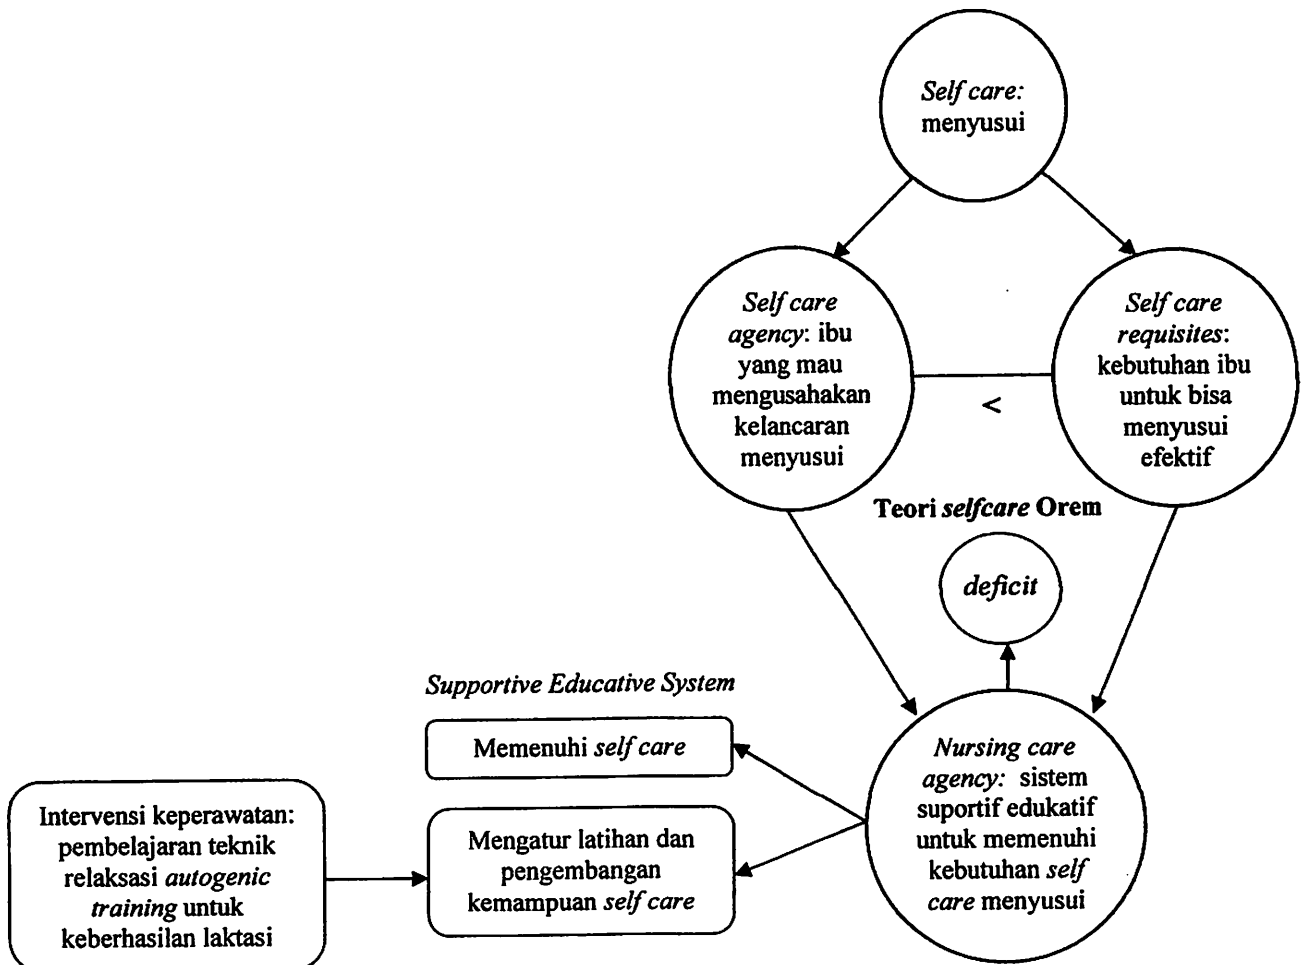 Self care:
menyusui
Self care
agency: ibu
yang mau
mengusahakan
kelancaran
menyusui
<
Self care
requisites:
kebutuhan ibu
untuk bisa
menyusui
efektif
Teori selfcare Orem
deficit
Supportive Educative System
Memenuhi self care
Nursing care
agency: sistem
suportif edukatif
untuk memenuhi
kebutuhan self
care menyusui
Intervensi keperawatan:
pembelajaran teknik
relaksasi autogenic
training untuk
keberhasilan laktasi
Mengatur latihan dan
pengembangan
kemampuan self care